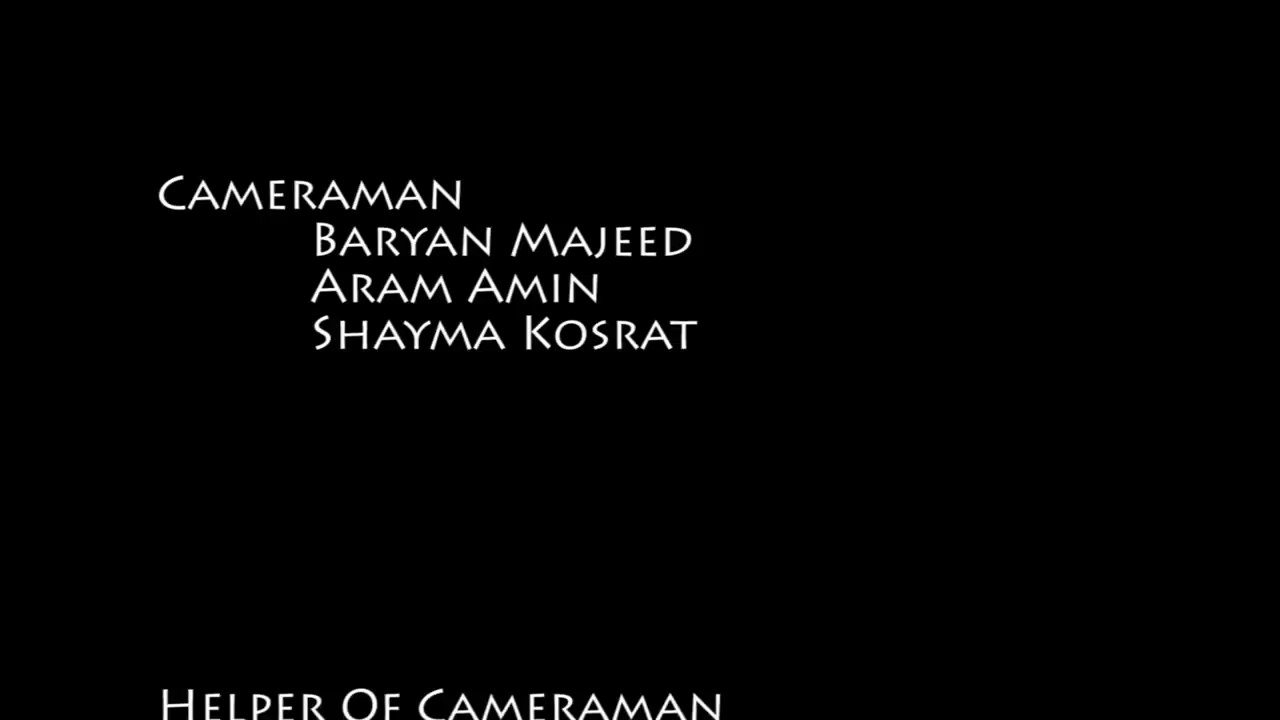 Cameraman
Baryan Majeed
Aram Amin
Shayma Kosrat
Helper Of Cameraman